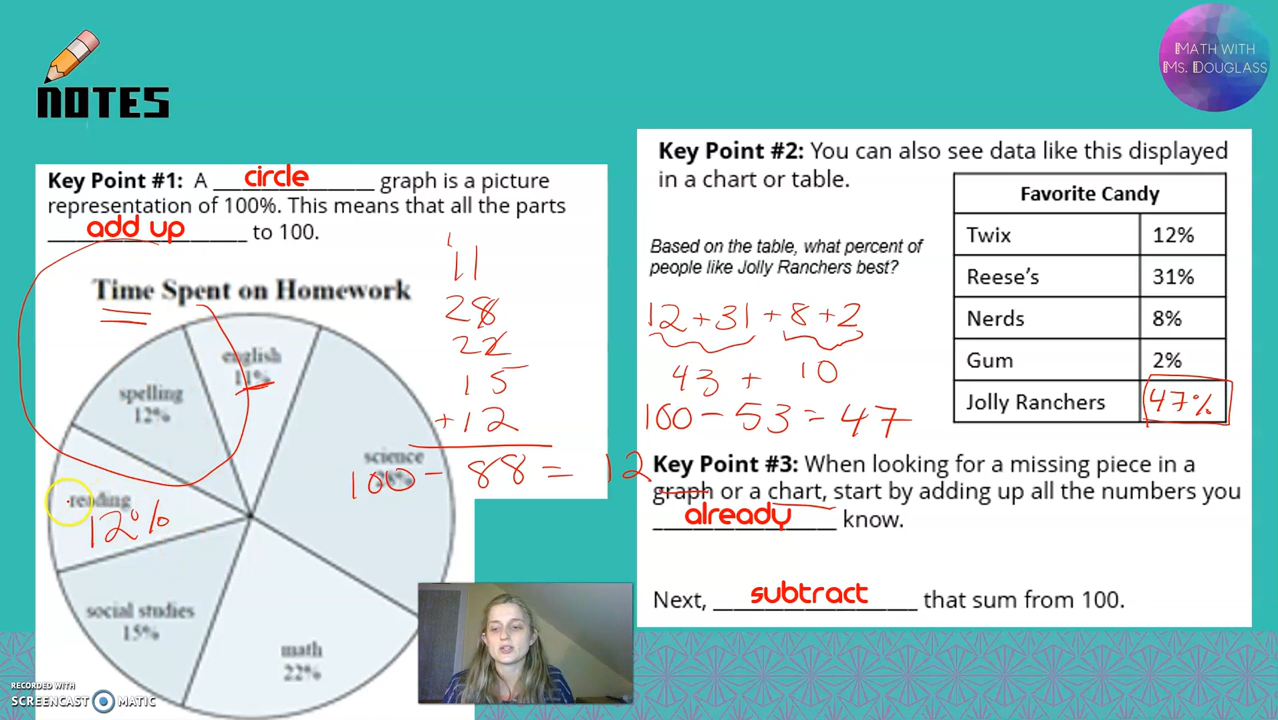 NOTES
MATH WITH
MS. DOUGLASS
Key Point #1: A circle graph is a picture
representation of 100%. This means that all the parts
add up to 100.
Time Spent on Homework
english
11%
spelling
12%
science
28%
reading
12%
social studies
15%
math
22%
1
11
28
22
15
+12
100 - 88 = 12
Key Point #2: You can also see data like this displayed
in a chart or table.
Based on the table, what percent of
people like Jolly Ranchers best?
12+31+8+2
43 + 10
100 - 53 = 47
Favorite Candy
Twix 12%
Reese's 31%
Nerds 8%
Gum 2%
Jolly Ranchers 47%
Key Point #3: When looking for a missing piece in a
graph or a chart, start by adding up all the numbers you
already know.
Next, subtract that sum from 100.
RECORDED WITH
SCREENCAST MATIC